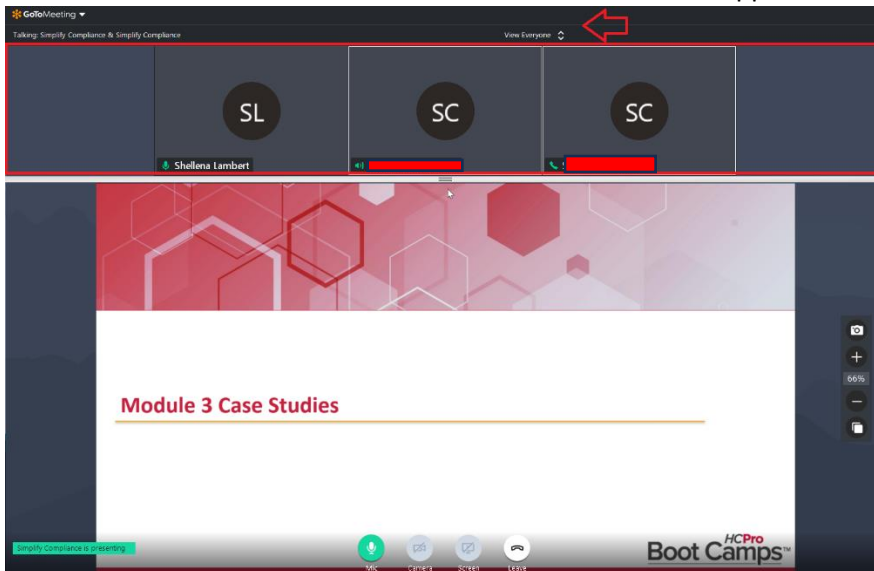 GoToMeeting
Talking: Simplify Compliance & Simplify Compliance
View Everyone
SL
SC
SC
Shellena Lambert
66%
Module 3 Case Studies
Simplify Compliance is presenting
Mic
Camera
Screen
Leave
HCPro
Boot Camps™